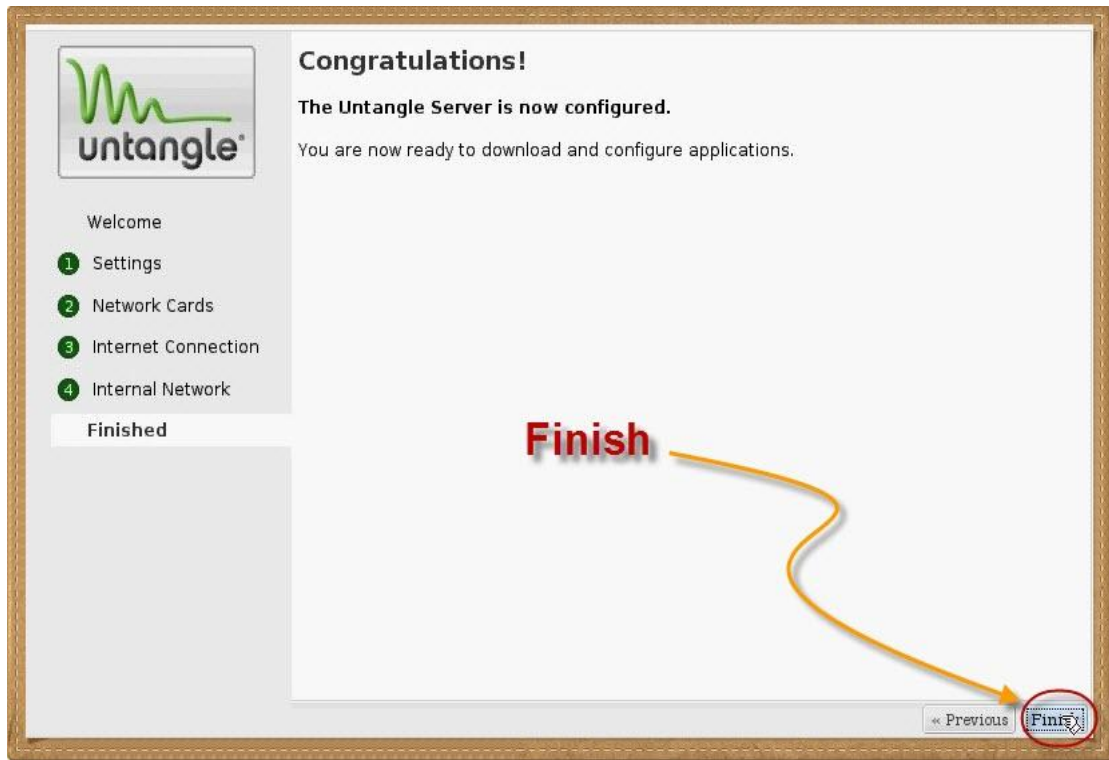 untangle®
Welcome
1 Settings
2 Network Cards
3 Internet Connection
4 Internal Network
Finished
Congratulations!
The Untangle Server is now configured.
You are now ready to download and configure applications.
Finish
« Previous
Finish